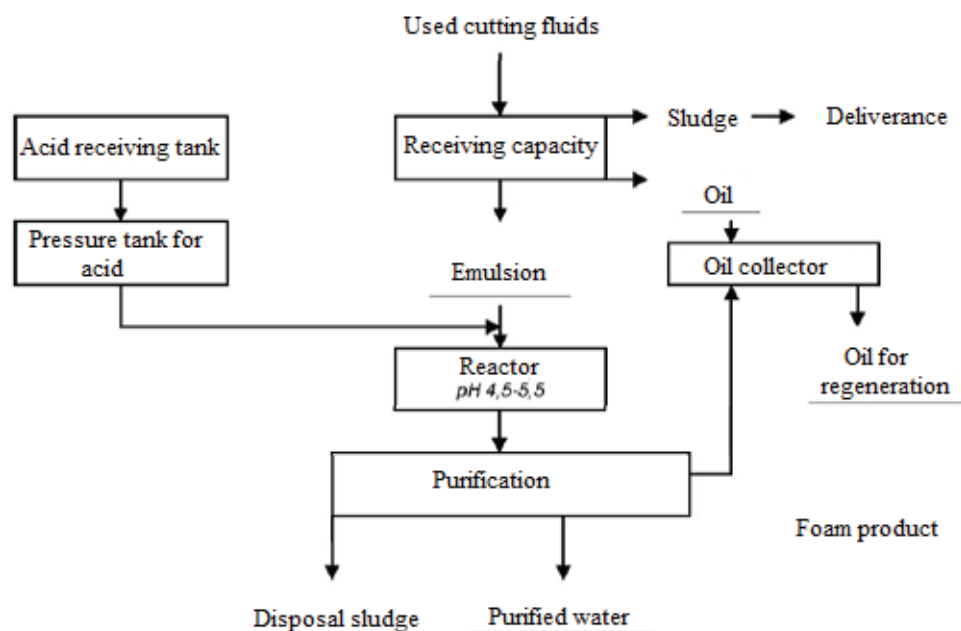 Used cutting fluids
Acid receiving tank
Receiving capacity
Sludge
Deliverance
Oil
Pressure tank for
acid
Emulsion
Oil collector
Reactor
pH 4,5-5,5
Oil for
regeneration
Purification
Foam product
Disposal sludge
Purified water